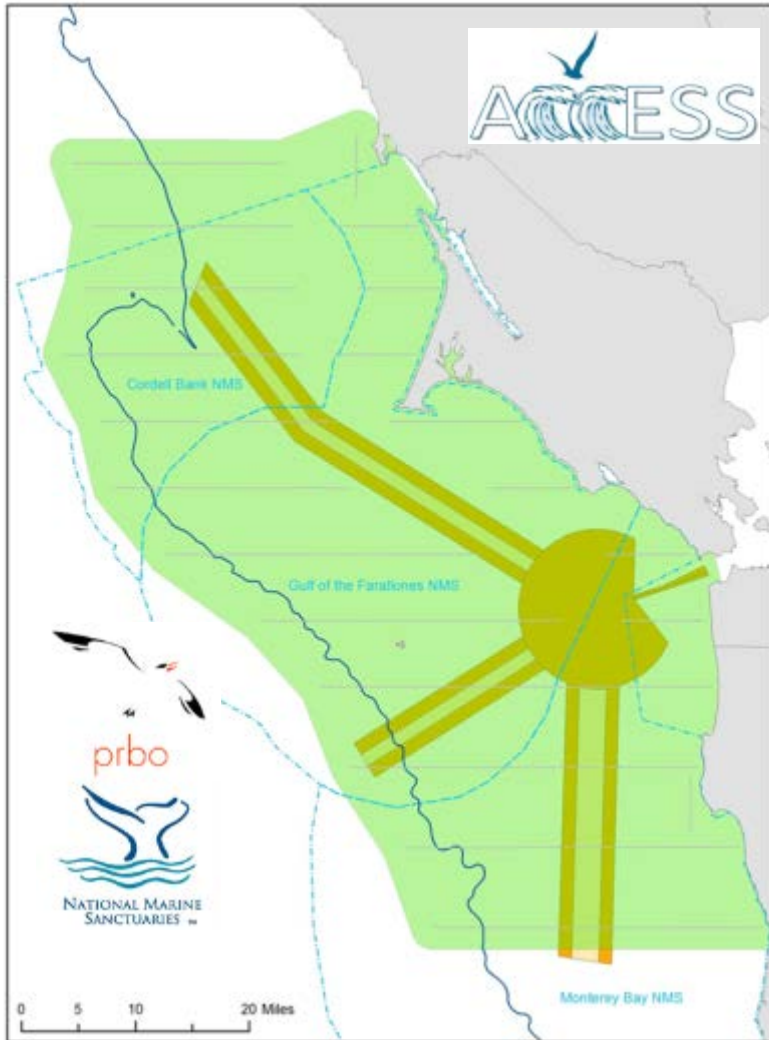 ACCESS
Cordell Bank NMS
Gulf of the Farallones NMS
prbo
NATIONAL MARINE
SANCTUARIES
Monterey Bay NMS
0 5 10 20 Miles